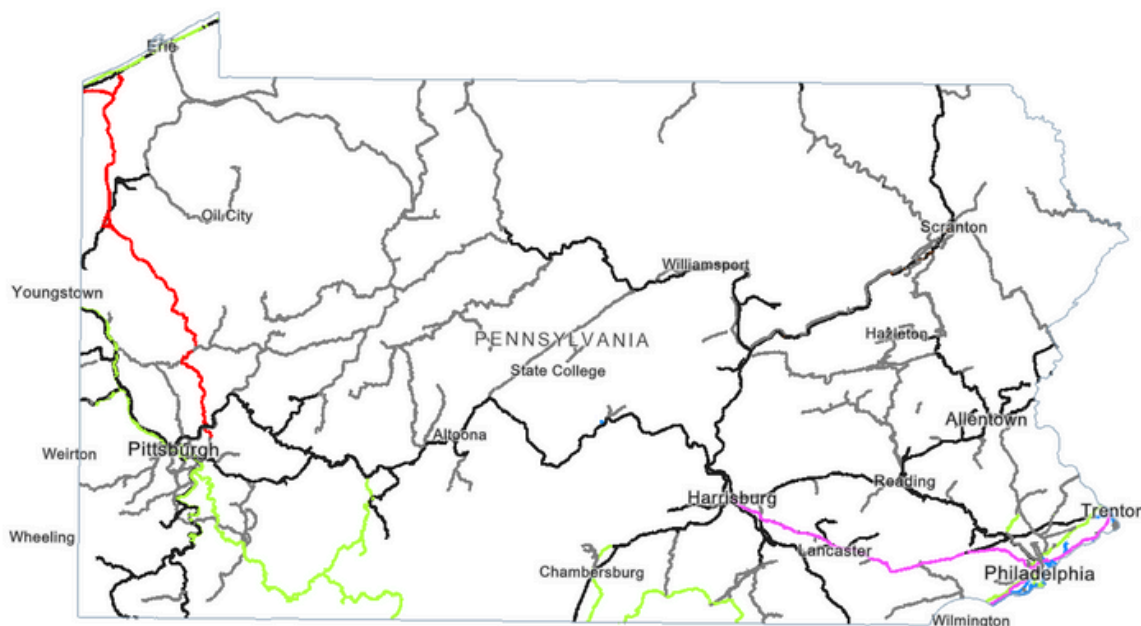 Erie
Oil City
Scranton
Williamsport
Youngstown
PENNSYLVANIA
Hazleton
State College
Allentown
Altoona
Pittsburgh
Weirton
Reading
Harrisburg
Trenton
Wheeling
Lancaster
Chambersburg
Philadelphia
Wilmington